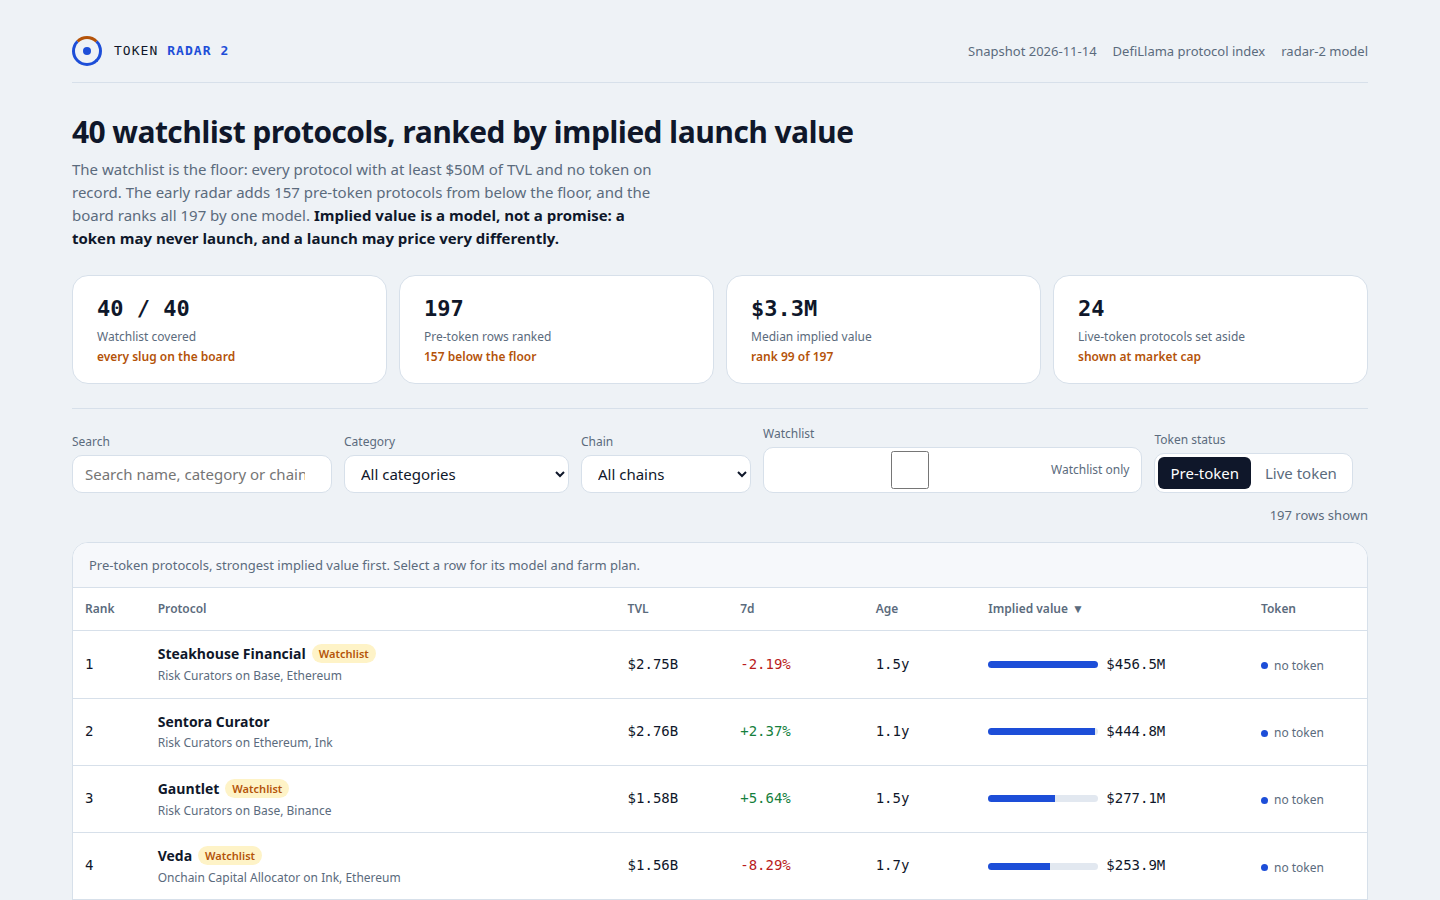 TOKEN RADAR 2
Snapshot 2026-11-14 DefiLlama protocol index radar-2 model
40 watchlist protocols, ranked by implied launch value
The watchlist is the floor: every protocol with at least $50M of TVL and no token on
record. The early radar adds 157 pre-token protocols from below the floor, and the
board ranks all 197 by one model. Implied value is a model, not a promise: a
token may never launch, and a launch may price very differently.
40 / 40
Watchlist covered
every slug on the board
197
Pre-token rows ranked
157 below the floor
$3.3M
Median implied value
rank 99 of 197
24
Live-token protocols set aside
shown at market cap
Search
Search name, category or chain
Category
All categories
Chain
All chains
Watchlist
Watchlist only
Token status
Pre-token Live token
197 rows shown
Pre-token protocols, strongest implied value first. Select a row for its model and farm plan.
Rank Protocol TVL 7d Age Implied value ▼ Token
1 Steakhouse Financial Watchlist $2.75B -2.19% 1.5y $456.5M no token
Risk Curators on Base, Ethereum
2 Sentora Curator $2.76B +2.37% 1.1y $444.8M no token
Risk Curators on Ethereum, Ink
3 Gauntlet Watchlist $1.58B +5.64% 1.5y $277.1M no token
Risk Curators on Base, Binance
4 Veda Watchlist $1.56B -8.29% 1.7y $253.9M no token
Onchain Capital Allocator on Ink, Ethereum